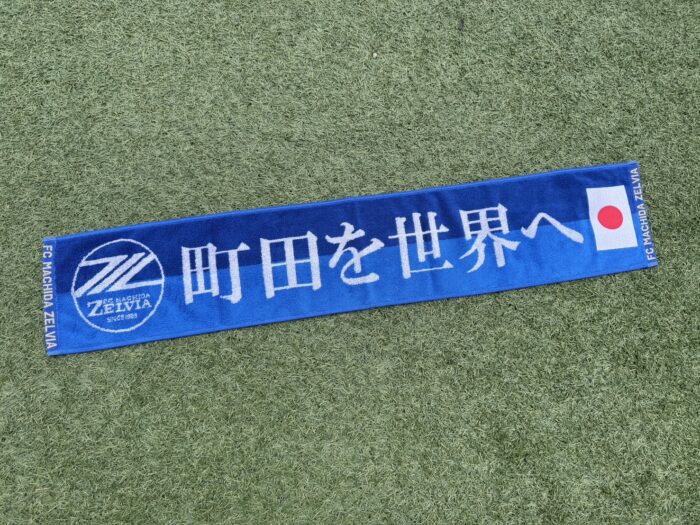 FC MACHIDA ZELVIA
FC MACHIDA
ZELVIA
SINCE 1989
町田を世界へ
FC MACHIDA ZELVIA